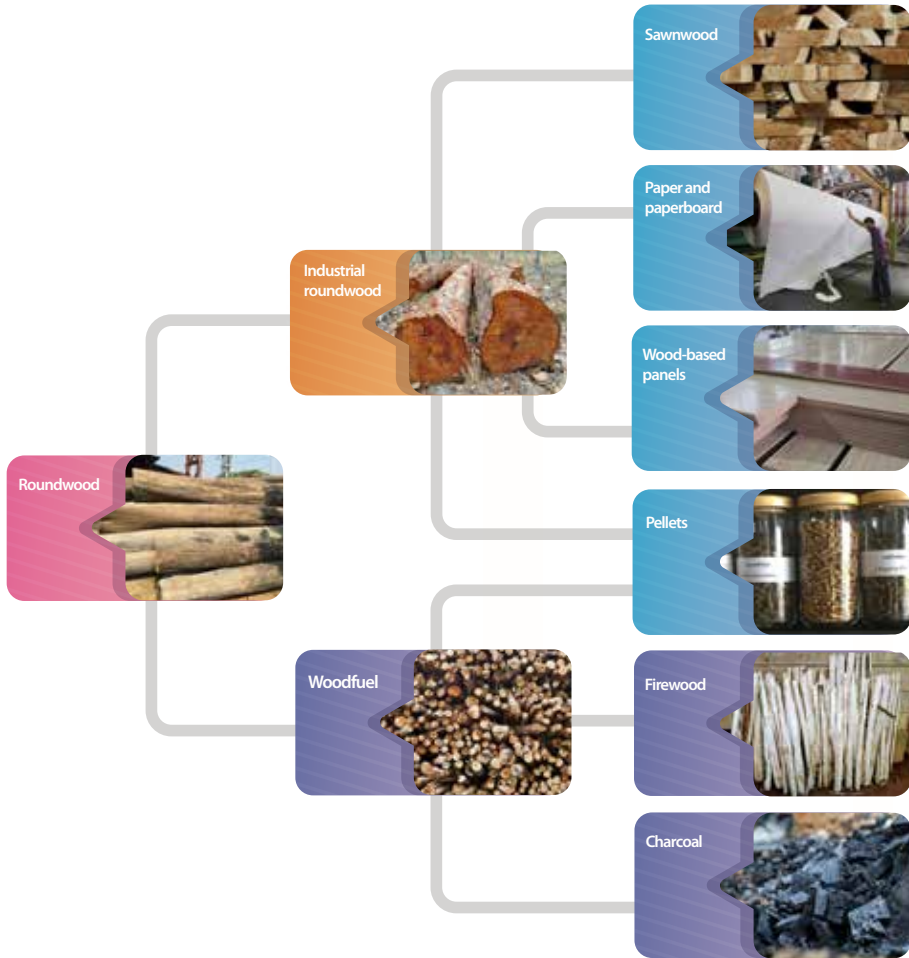 Sawnwood
Paper and
paperboard
Industrial
roundwood
Wood-based
panels
Roundwood
Pellets
Woodfuel
Firewood
Charcoal